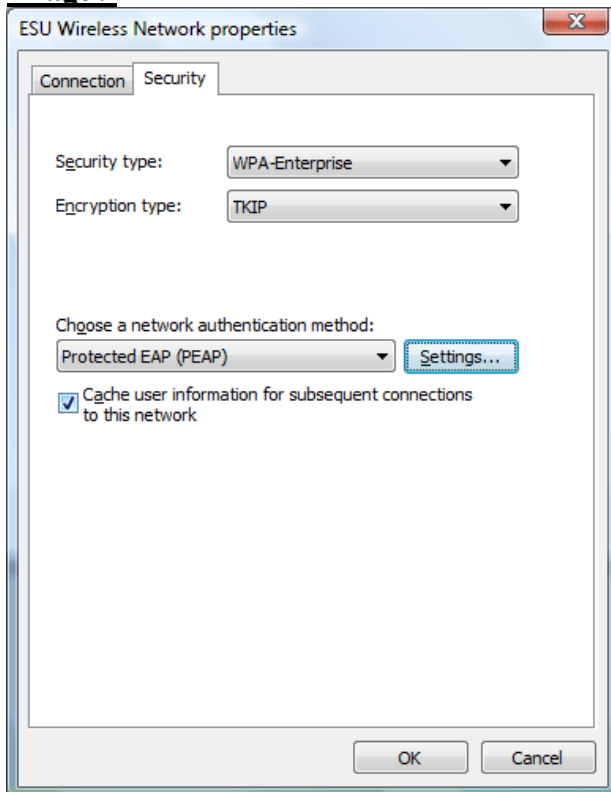 ESU Wireless Network properties
Connection Security
Security type: WPA-Enterprise
Encryption type: TKIP
Choose a network authentication method:
Protected EAP (PEAP) Settings...
Cache user information for subsequent connections
to this network
OK Cancel